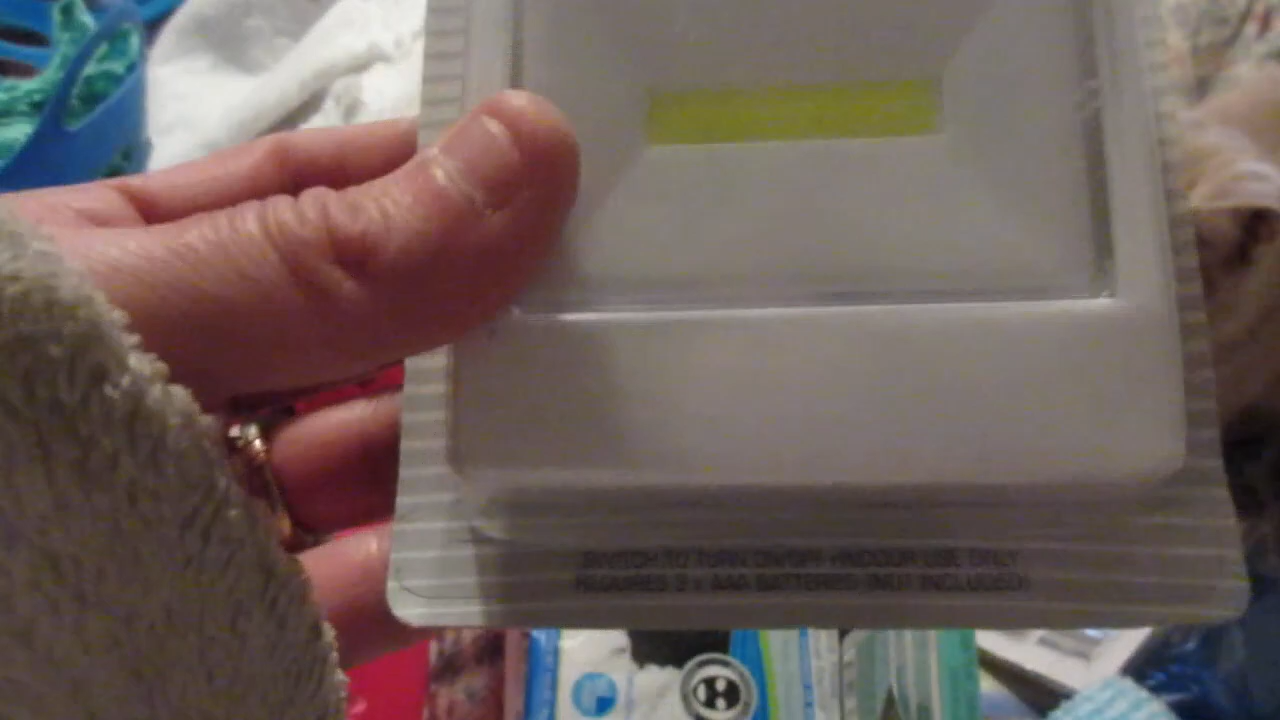 SWITCH TO TURN ON/OFF • INDOOR USE ONLY
REQUIRES 3 x AAA BATTERIES (NOT INCLUDED)